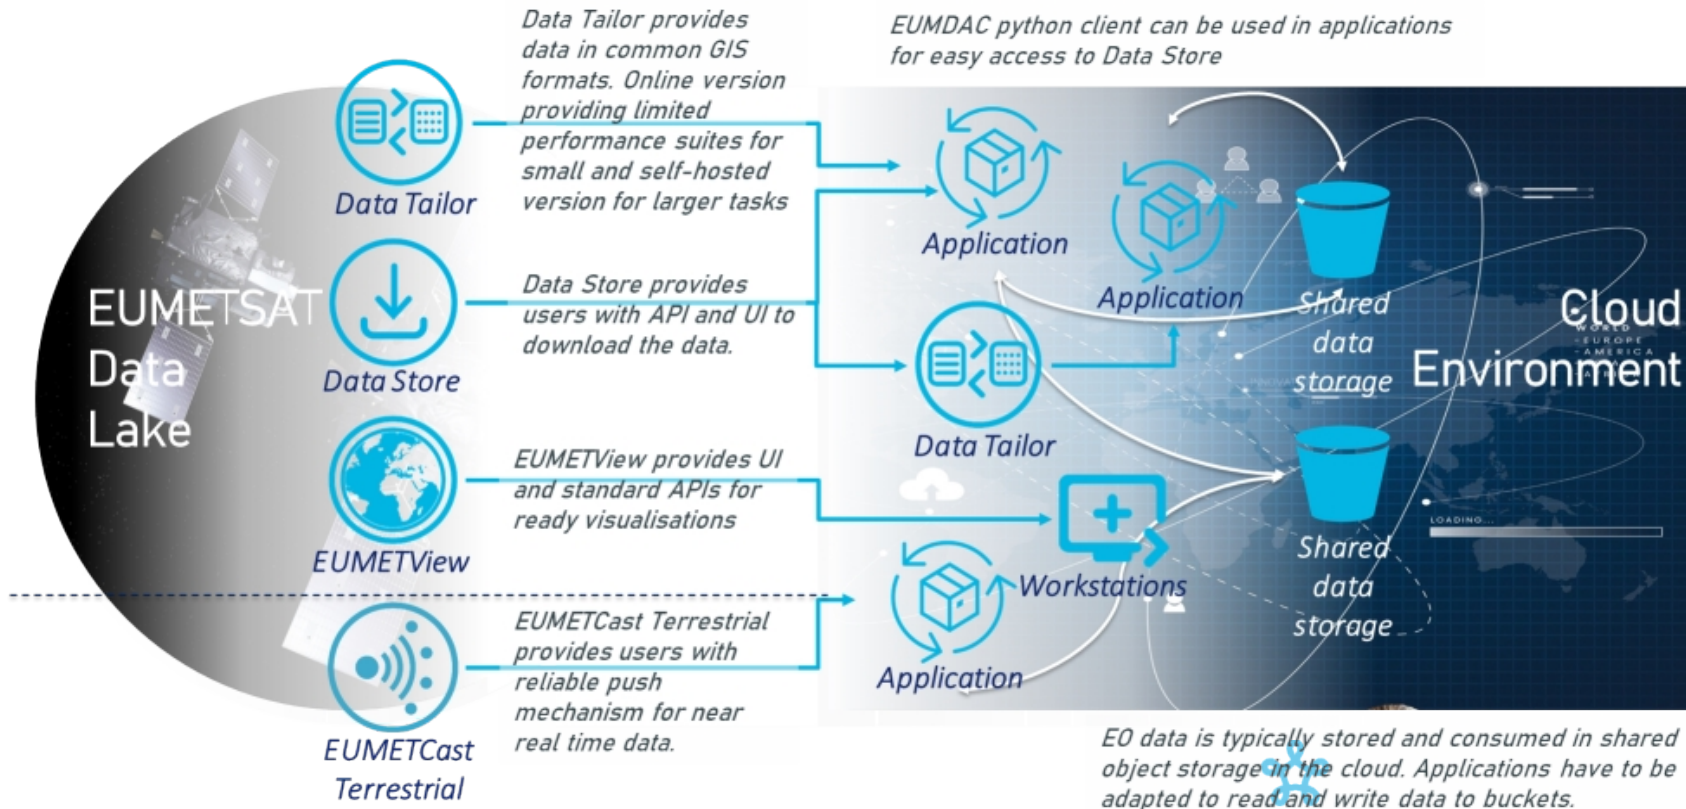 Data Tailor provides
data in common GIS
formats. Online version
providing limited
performance suites for
small and self-hosted
version for larger tasks
EUMDAC python client can be used in applications
for easy access to Data Store
Data Tailor
Application
Application
EUMETSAT
Data
Lake
Data Store provides
users with API and UI to
download the data.
Data Store
Shared
data
storage
Cloud
Environment
WORLD
-EUROPE
-AMERICA
Data Tailor
EUMETView provides UI
and standard APIs for
ready visualisations
EUMETView
Workstations
LOADING...
Shared
data
storage
EUMETCast Terrestrial
provides users with
reliable push
mechanism for near
real time data.
Application
EUMETCast
Terrestrial
EO data is typically stored and consumed in shared
object storage in the cloud. Applications have to be
adapted to read and write data to buckets.